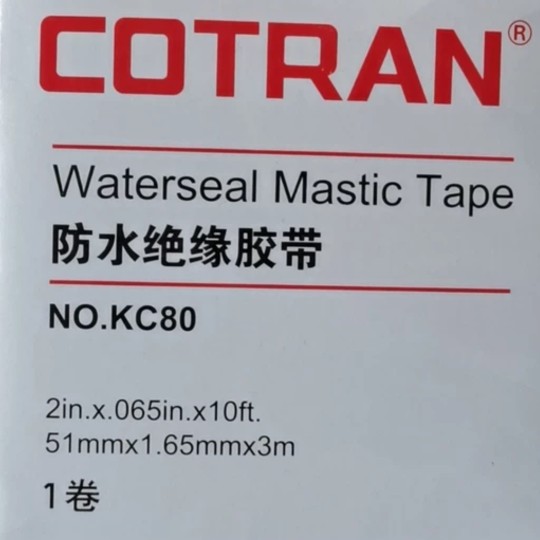 COTRAN®
Waterseal Mastic Tape
防水绝缘胶带
NO.KC80
2in.x.065in.x10ft.
51mmx1.65mmx3m
1卷